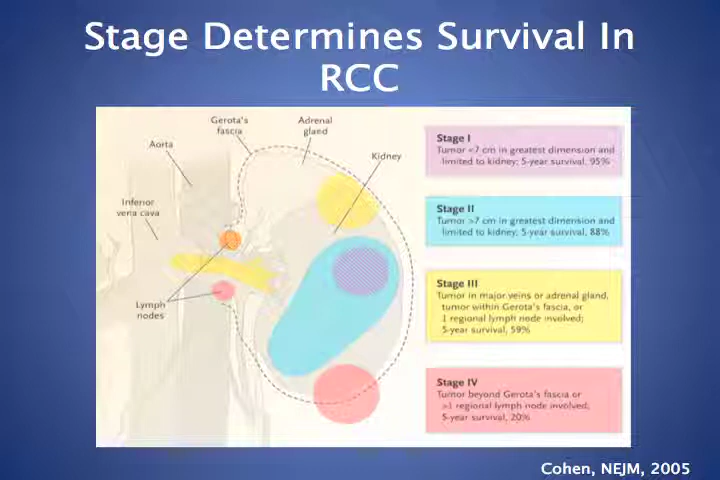 Stage Determines Survival In
RCC
Gerota's
fascia
Adrenal
gland
Aorta
Kidney
Inferior
vena cava
Lymph
nodes
Stage I
Tumor <7 cm in greatest dimension and
limited to kidney; 5-year survival, 95%
Stage II
Tumor >7 cm in greatest dimension and
limited to kidney; 5-year survival, 88%
Stage III
Tumor in major veins or adrenal gland,
tumor within Gerota's fascia, or
1 regional lymph node involved;
5-year survival, 59%
Stage IV
Tumor beyond Gerota's fascia or
>1 regional lymph node involved;
5-year survival, 20%
Cohen, NEJM, 2005